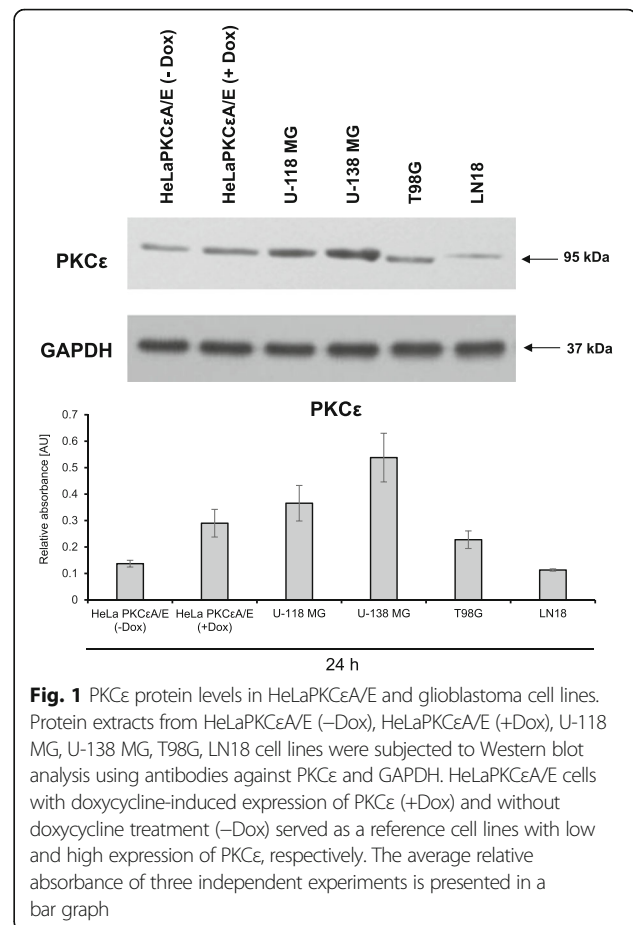 HeLaPKCεA/E (- Dox)
HeLaPKCεA/E (+ Dox)
U-118 MG
U-138 MG
T98G
LN18
PKCε
95 kDa
GAPDH
37 kDa
PKCε
Relative absorbance [AU]
0.7
0.6
0.5
0.4
0.3
0.2
0.1
0
HeLa PKCεA/E
(-Dox)
HeLa PKCεA/E
(+Dox)
U-118 MG
U-138 MG
T98G
LN18
24 h
Fig. 1 PKCε protein levels in HeLaPKCεA/E and glioblastoma cell lines.
Protein extracts from HeLaPKCεA/E (−Dox), HeLaPKCεA/E (+Dox), U-118
MG, U-138 MG, T98G, LN18 cell lines were subjected to Western blot
analysis using antibodies against PKCε and GAPDH. HeLaPKCεA/E cells
with doxycycline-induced expression of PKCε (+Dox) and without
doxycycline treatment (−Dox) served as a reference cell lines with low
and high expression of PKCε, respectively. The average relative
absorbance of three independent experiments is presented in a
bar graph